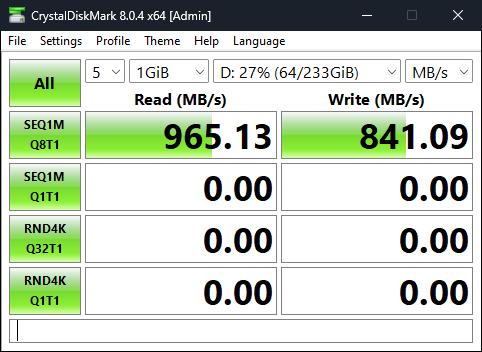 CrystalDiskMark 8.0.4 x64 [Admin]
File Settings Profile Theme Help Language
All 5 1GiB D: 27% (64/233GiB) MB/s
Read (MB/s) Write (MB/s)
SEQ1M
Q8T1 965.13 841.09
SEQ1M
Q1T1 0.00 0.00
RND4K
Q32T1 0.00 0.00
RND4K
Q1T1 0.00 0.00